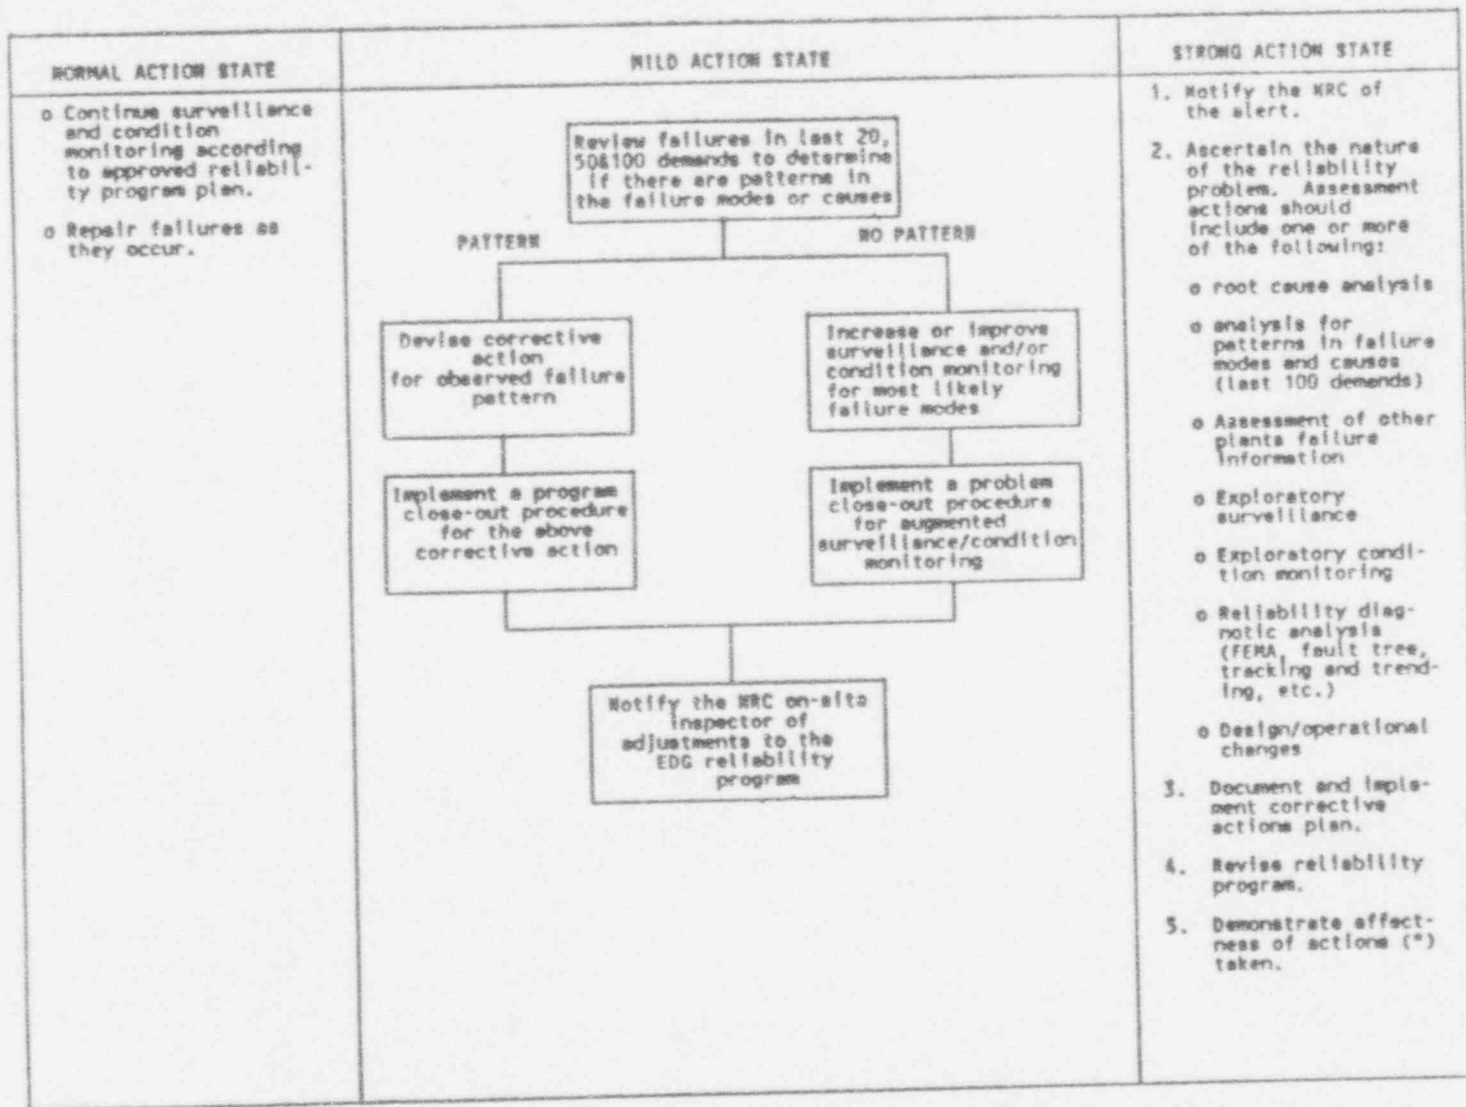 NORMAL ACTION STATE
o Continue surveillance
and condition
monitoring according
to approved reliabil-
ity program plan.
o Repair failures as
they occur.
MILD ACTION STATE
Review failures in last 20,
50&100 demands to determine
if there are patterns in
the failure modes or causes
PATTERN
NO PATTERN
Devise corrective
action
for observed failure
pattern
Increase or improve
surveillance and/or
condition monitoring
for most likely
failure modes
Implement a program
close-out procedure
for the above
corrective action
Implement a problem
close-out procedure
for augmented
surveillance/condition
monitoring
Notify the NRC on-site
inspector of
adjustments to the
EDG reliability
program
STRONG ACTION STATE
1. Notify the NRC of
the alert.
2. Ascertain the nature
of the reliability
problem. Assessment
actions should
include one or more
of the following:
o root cause analysis
o analysis for
patterns in failure
modes and causes
(last 100 demands)
o Assessment of other
plants failure
information
o Exploratory
surveillance
o Exploratory condi-
tion monitoring
o Reliability diag-
notic analysis
(FEMA, fault tree,
tracking and trend-
ing, etc.)
o Design/operational
changes
3. Document and imple-
ment corrective
actions plan.
4. Revise reliability
program.
5. Demonstrate effect-
ness of actions (*)
taken.